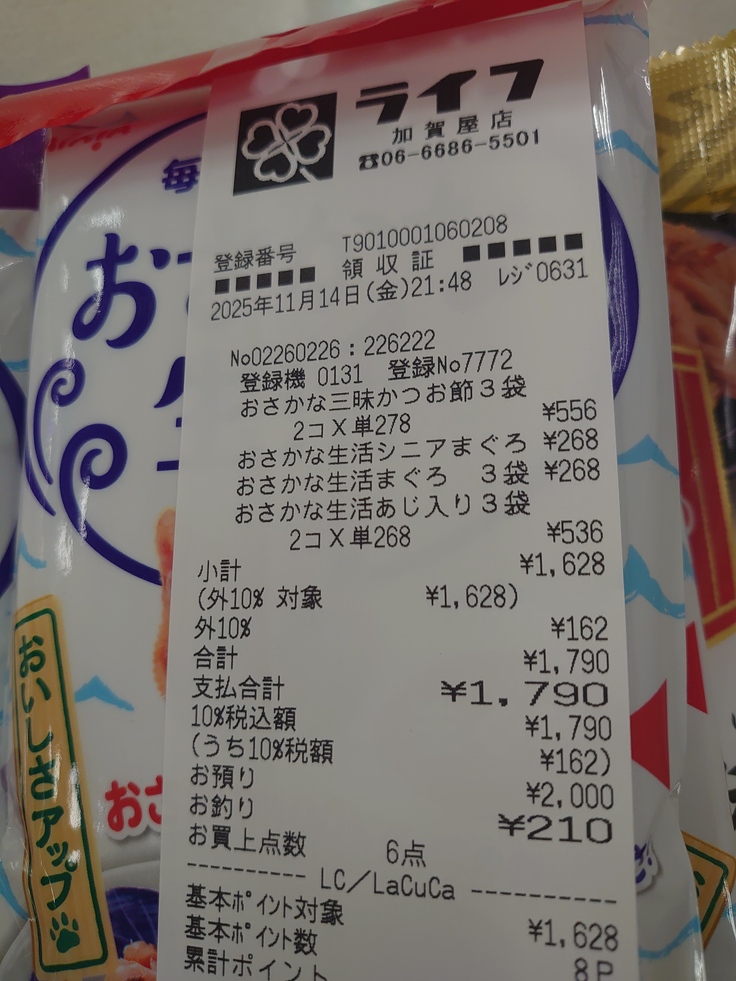 ライフ
加賀屋店
☎06-6686-5501
登録番号 T9010001060208
■■■■■ 領収証 ■■■■■
2025年11月14日(金)21:48 レジ0631
No02260226:226222
登録機 0131 登録No7772
おさかな三昧かつお節3袋
2コX単278 ¥556
おさかな生活シニアまぐろ ¥268
おさかな生活まぐろ 3袋 ¥268
おさかな生活あじ入り3袋
2コX単268 ¥536
小計 ¥1,628
(外10% 対象 ¥1,628)
外10% ¥162
合計 ¥1,790
支払合計 ¥1,790
10%税込額 ¥1,790
(うち10%税額 ¥162)
お預り ¥2,000
お釣り ¥210
お買上点数 6点
---------- LC/LaCuCa ----------
基本ポイント対象 ¥1,628
基本ポイント数 8P
累計ポイント
毎
お
おいしさアップ
おさ